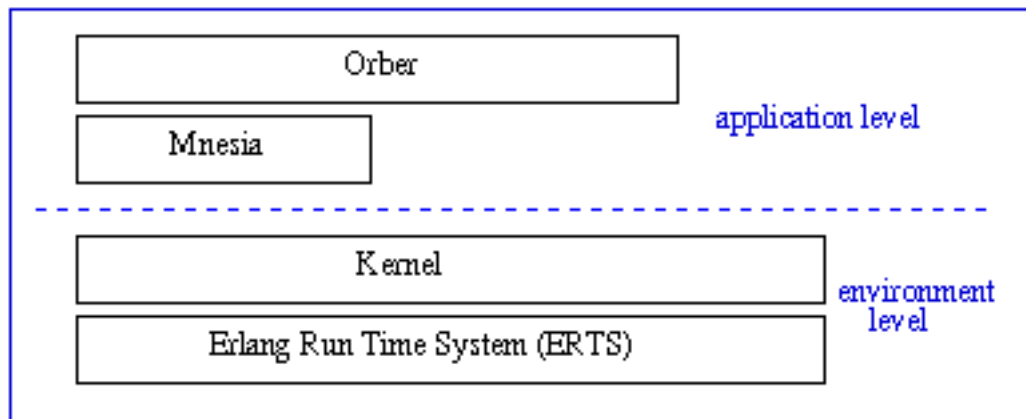 Orber
application level
Mnesia
Kernel
environment
level
Erlang Run Time System (ERTS)